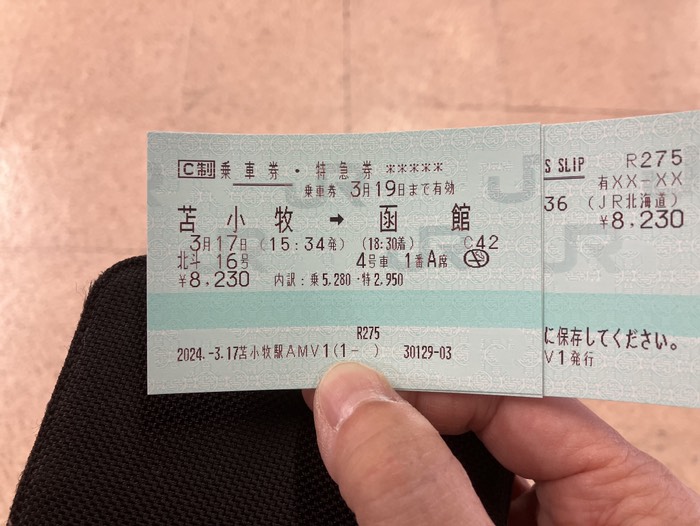 C制 乗車券・特急券 *****
乗車券 3月19日まで有効
苫小牧 → 函館
3月17日 (15:34発) (18:30着) C42
北斗 16号 4号車 1番A席
¥8,230 内訳:乗5,280・特2,950
R275
2024.-3.17苫小牧駅AMV1(1- ) 30129-03
S SLIP R275
有XX-XX
36 (JR北海道)
¥8,230
に保存してください。
V1発行